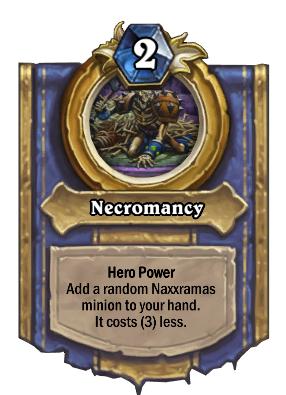 2
Necromancy
Hero Power
Add a random Naxxramas
minion to your hand.
It costs (3) less.